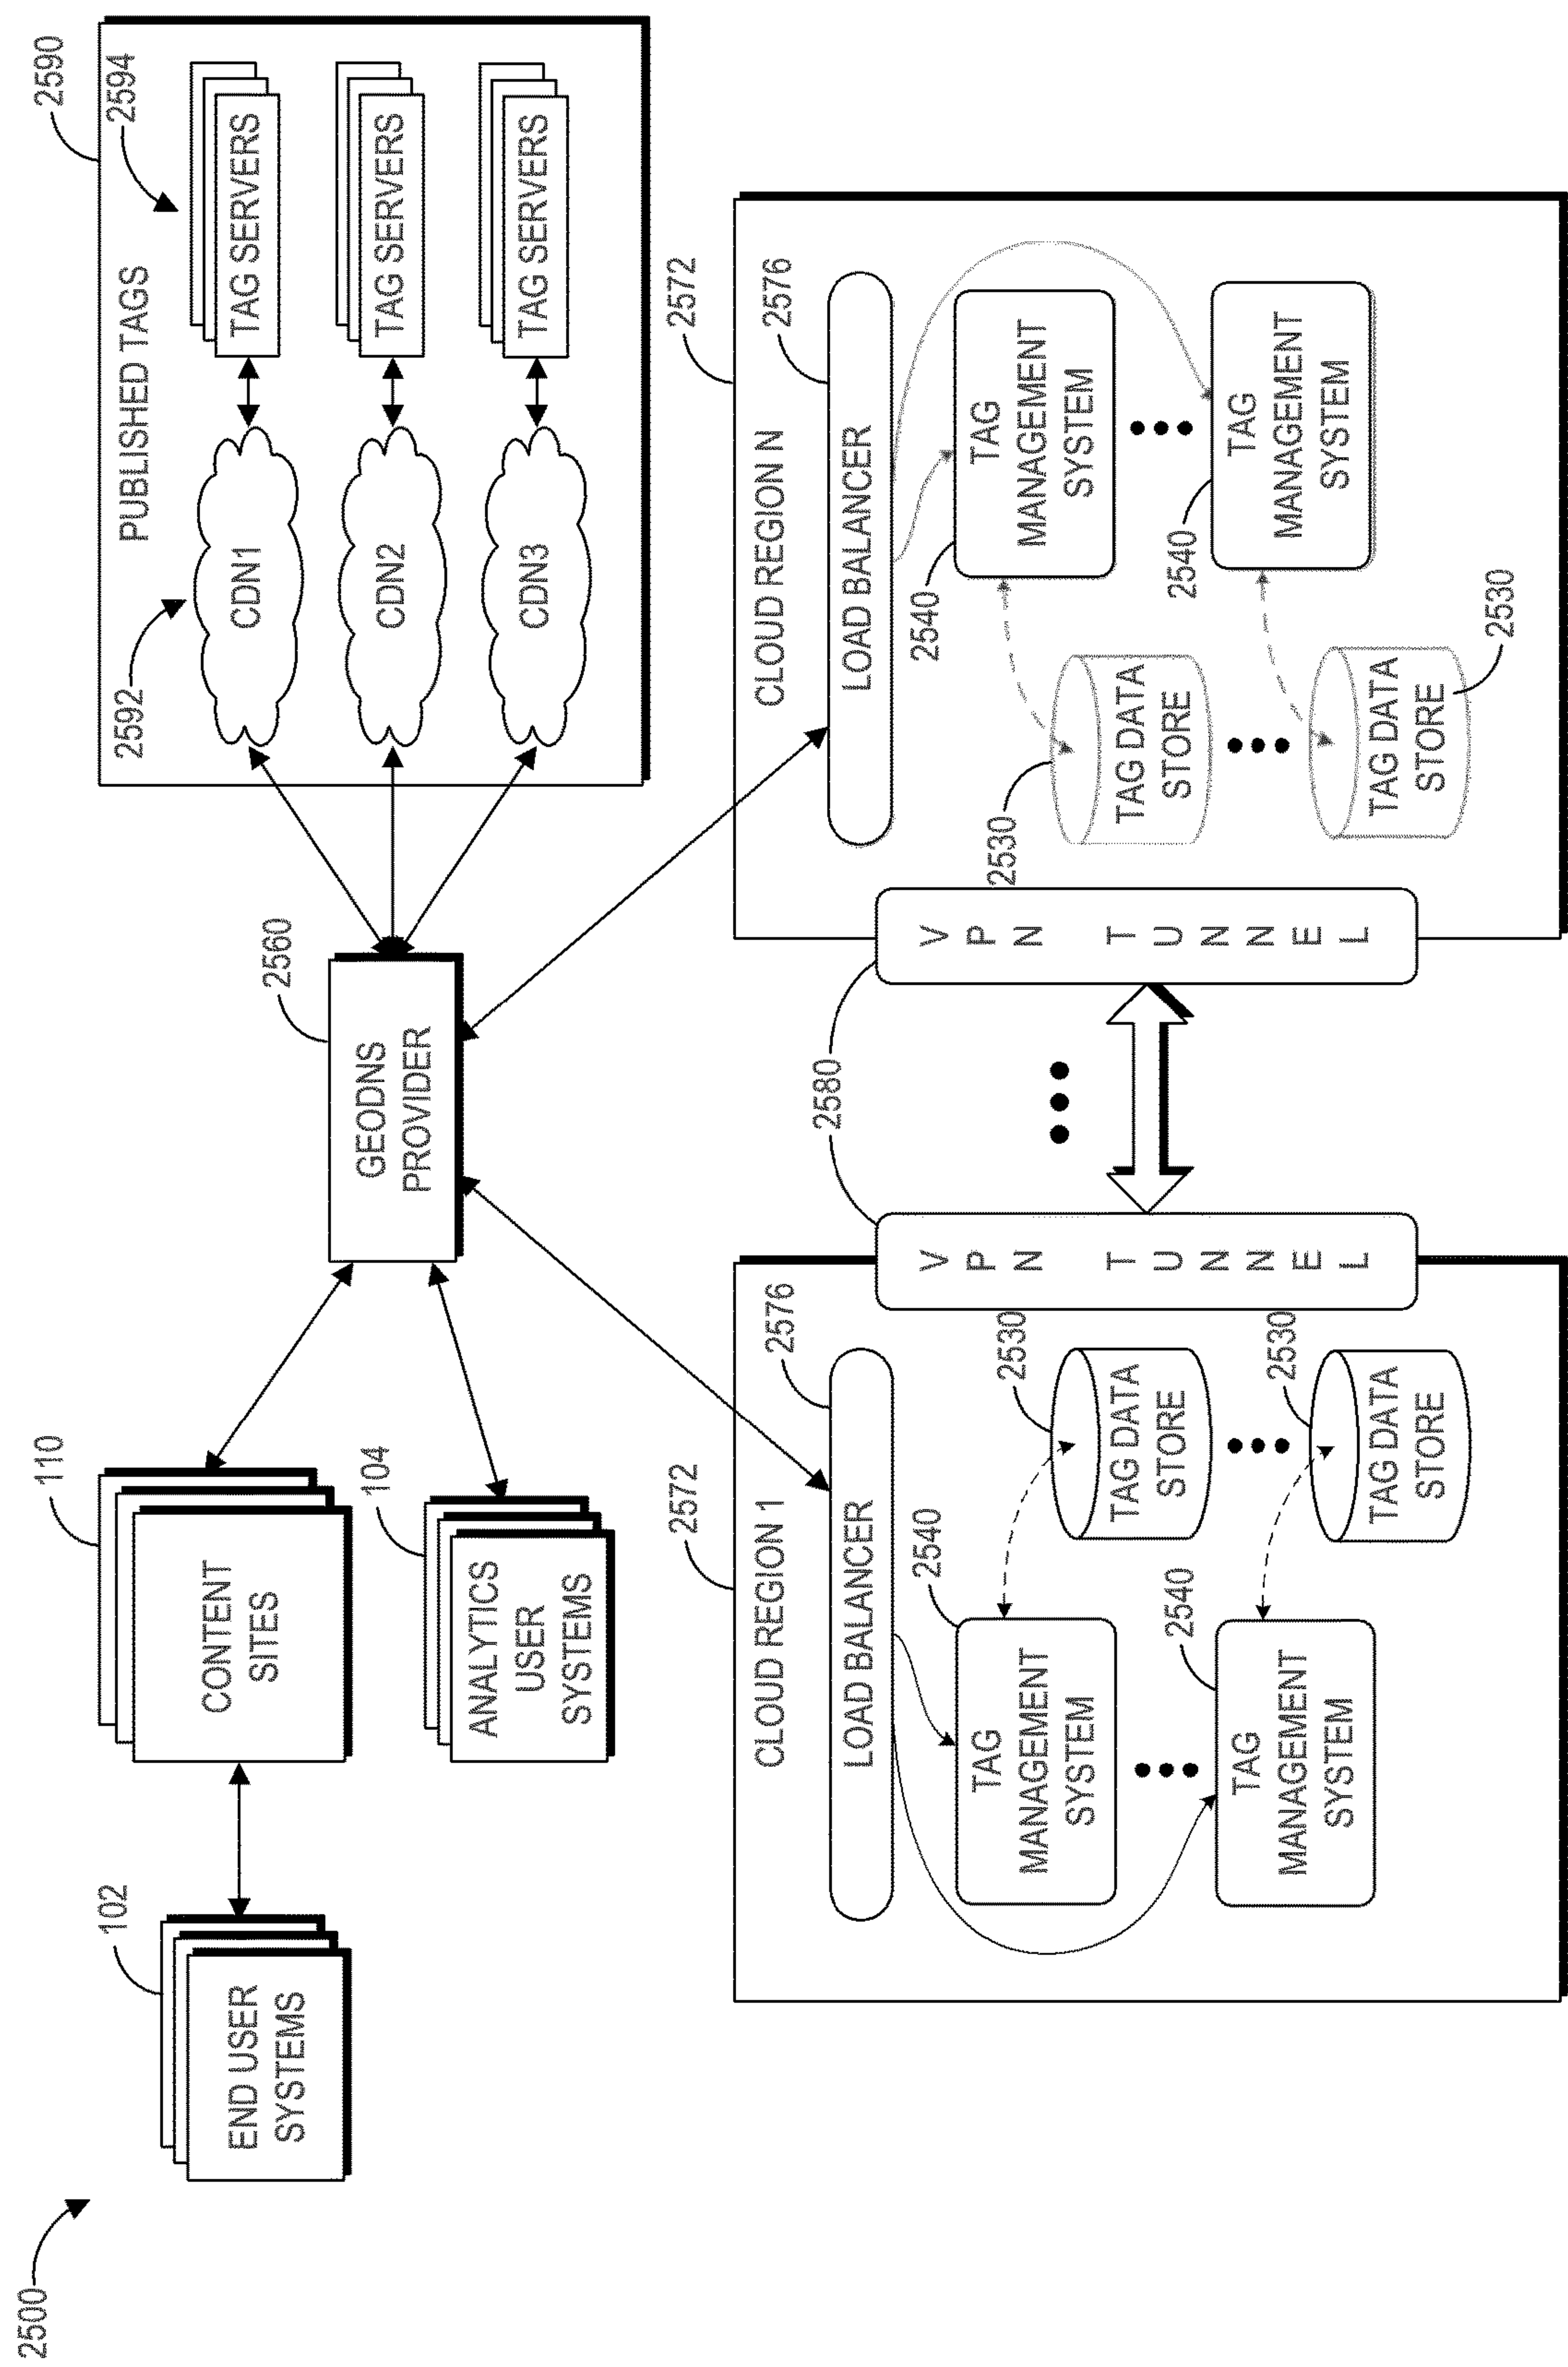 2500
102
END USER
SYSTEMS
110
CONTENT
SITES
104
ANALYTICS
USER
SYSTEMS
2560
GEODNS
PROVIDER
2590
PUBLISHED TAGS
2592
2594
CDN1
TAG SERVERS
CDN2
TAG SERVERS
CDN3
TAG SERVERS
2572
CLOUD REGION 1
2576
LOAD BALANCER
2540
TAG
MANAGEMENT
SYSTEM
2530
TAG DATA
STORE
2540
TAG
MANAGEMENT
SYSTEM
2530
TAG DATA
STORE
2580
VPN TUNNEL
VPN TUNNEL
2572
CLOUD REGION N
2576
LOAD BALANCER
2540
TAG
MANAGEMENT
SYSTEM
2530
TAG DATA
STORE
2540
TAG
MANAGEMENT
SYSTEM
2530
TAG DATA
STORE